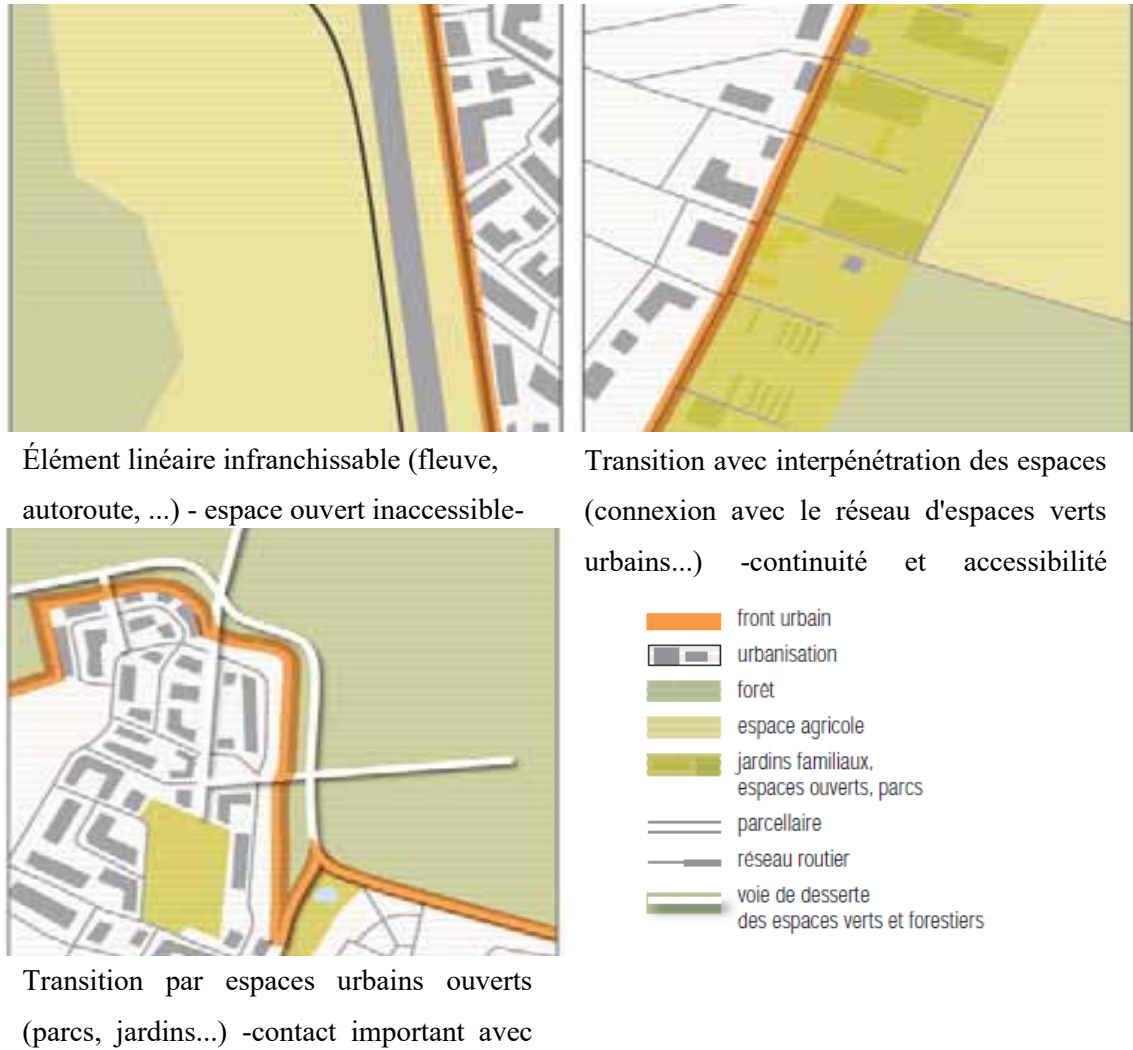 Élément linéaire infranchissable (fleuve,
autoroute, ...) - espace ouvert inaccessible-
Transition avec interpénétration des espaces
(connexion avec le réseau d'espaces verts
urbains...) -continuité et accessibilité
front urbain
urbanisation
forêt
espace agricole
jardins familiaux,
espaces ouverts, parcs
parcellaire
réseau routier
voie de desserte
des espaces verts et forestiers
Transition par espaces urbains ouverts
(parcs, jardins...) -contact important avec